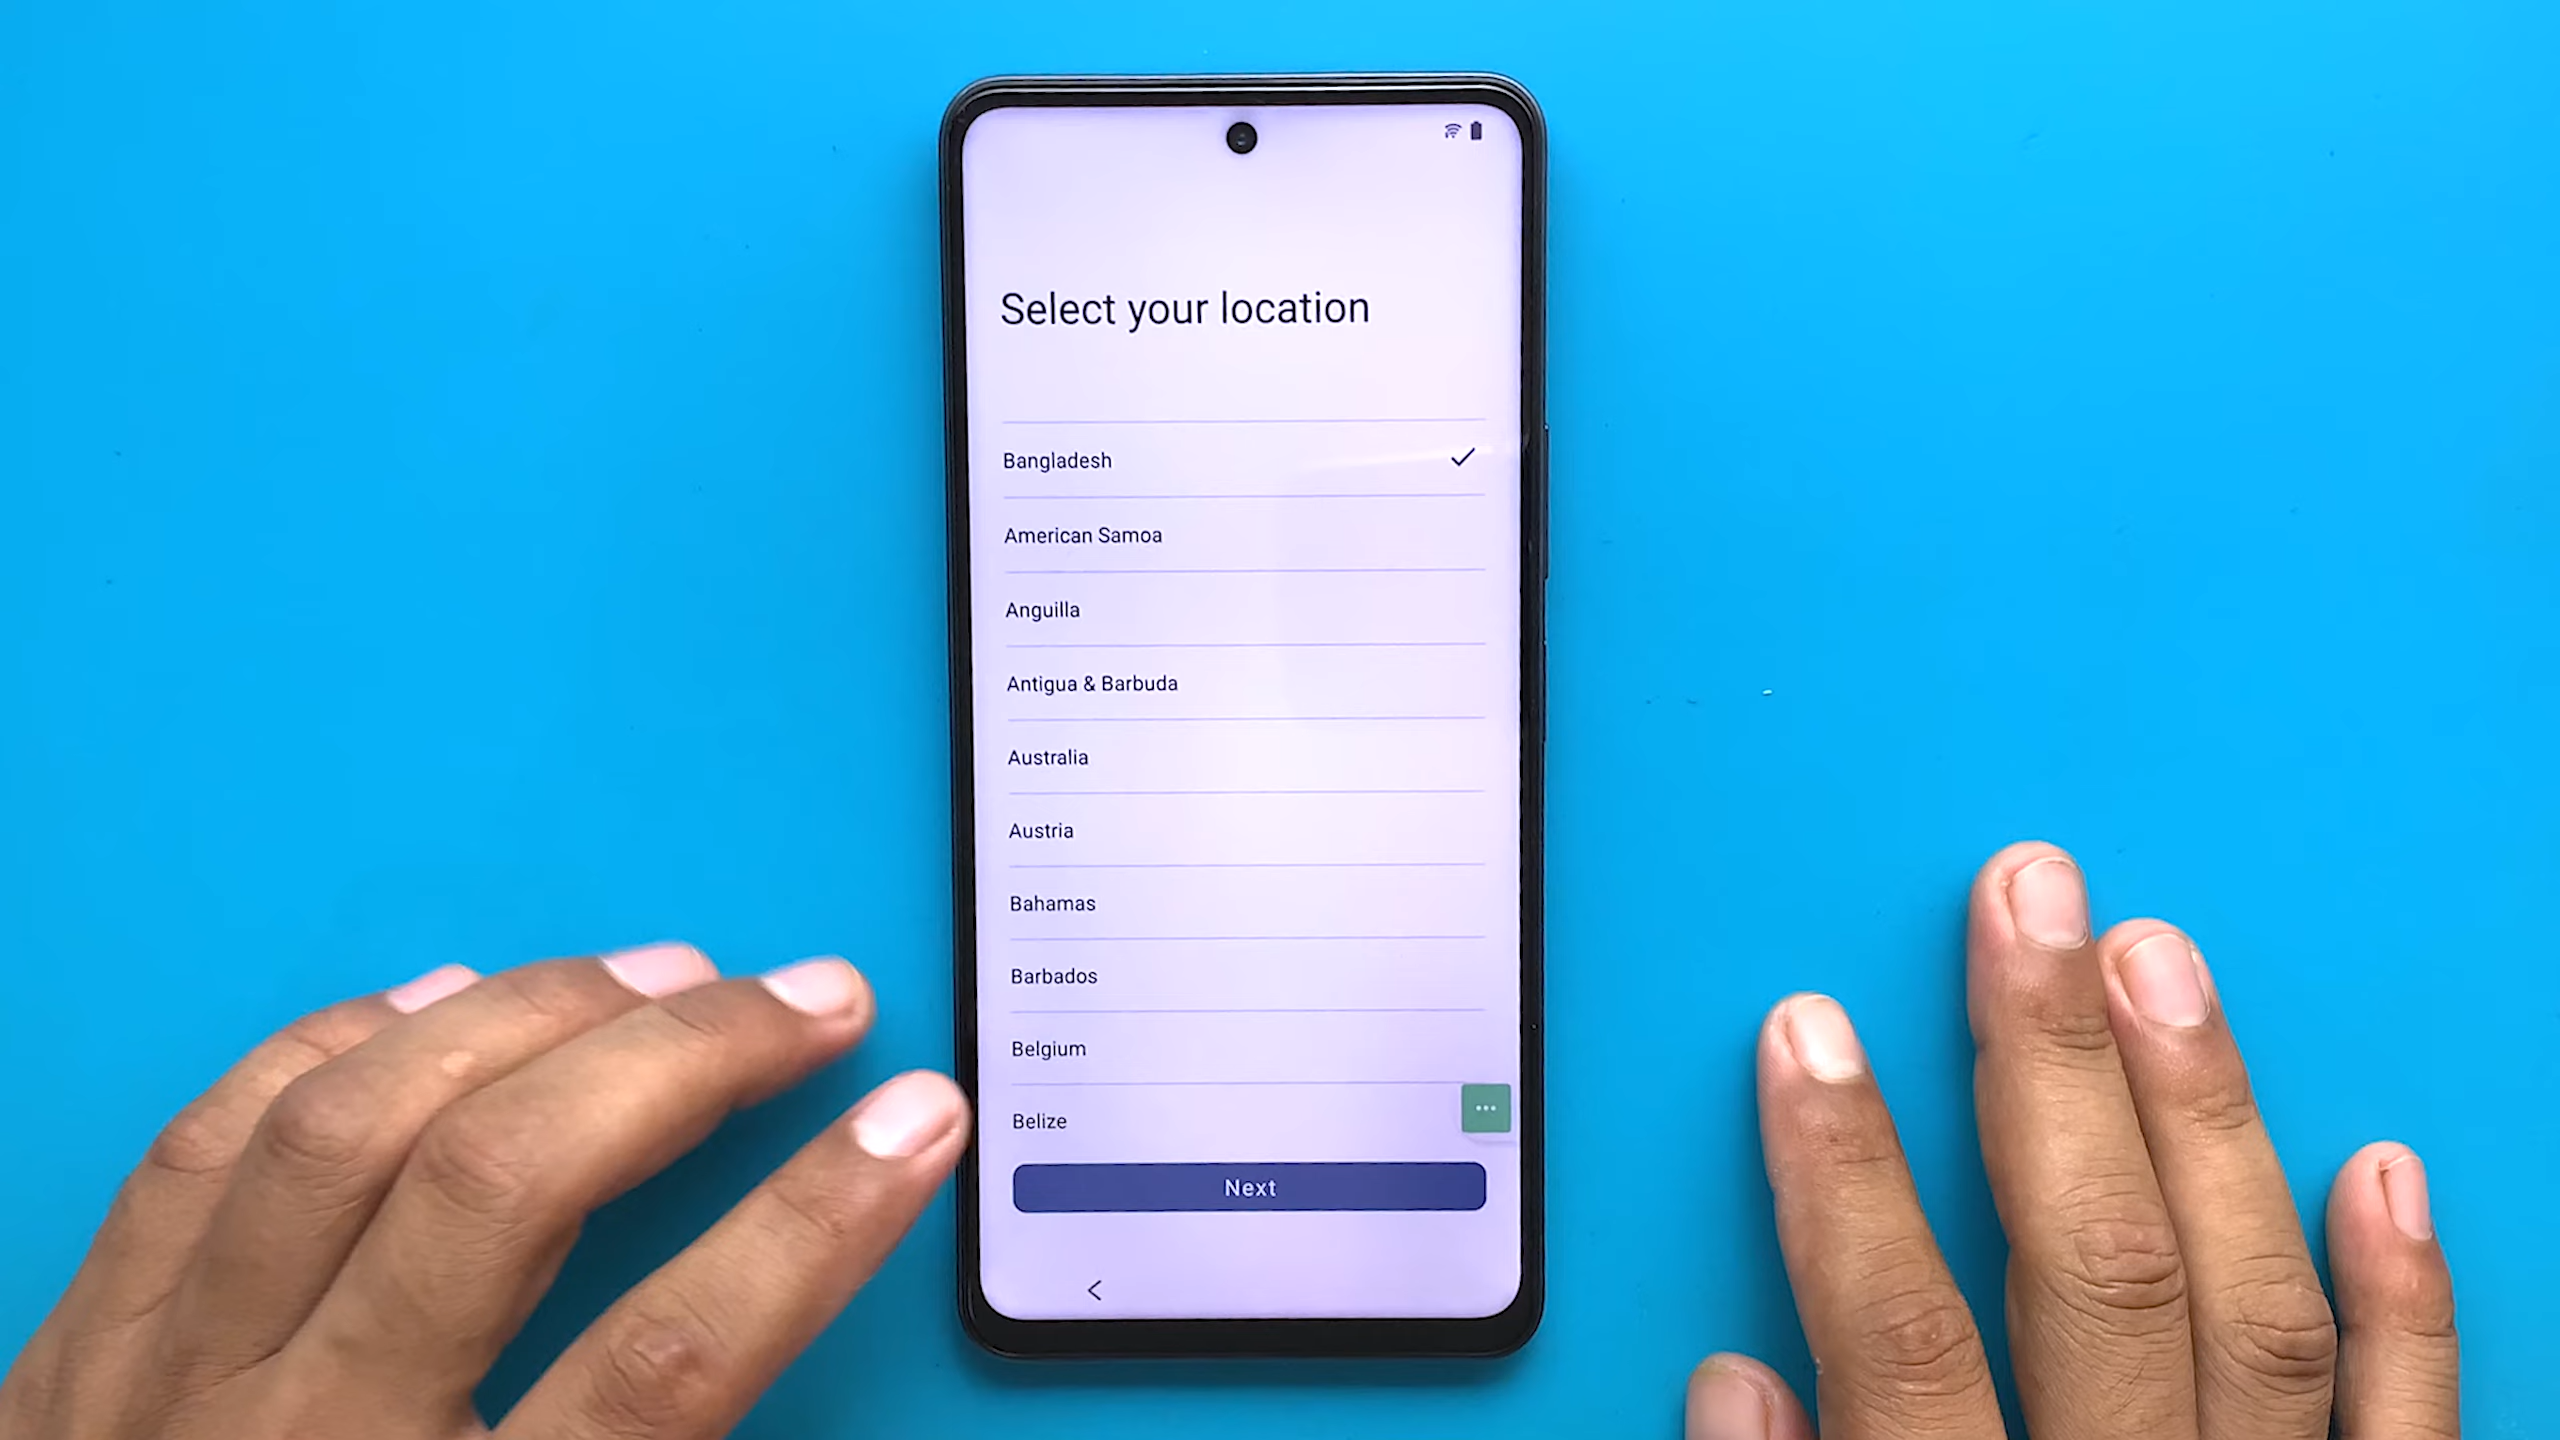 Select your location
Bangladesh
American Samoa
Anguilla
Antigua & Barbuda
Australia
Austria
Bahamas
Barbados
Belgium
Belize
Next